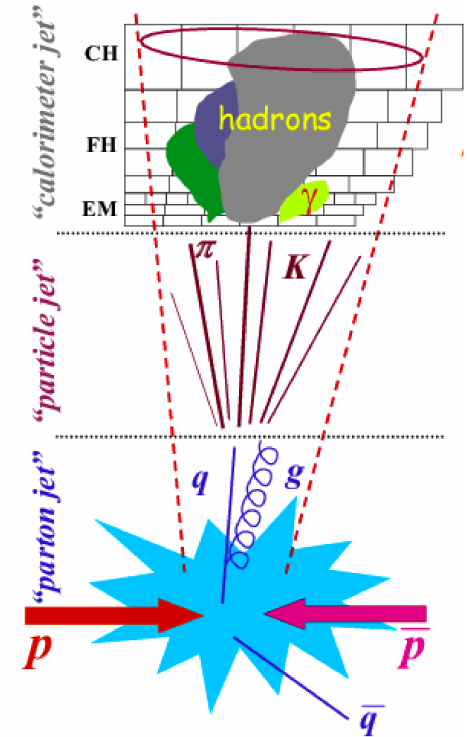 “calorimeter jet”
CH
hadrons
FH
γ
EM
“particle jet”
π
K
“parton jet”
q g
p p̅
q̅